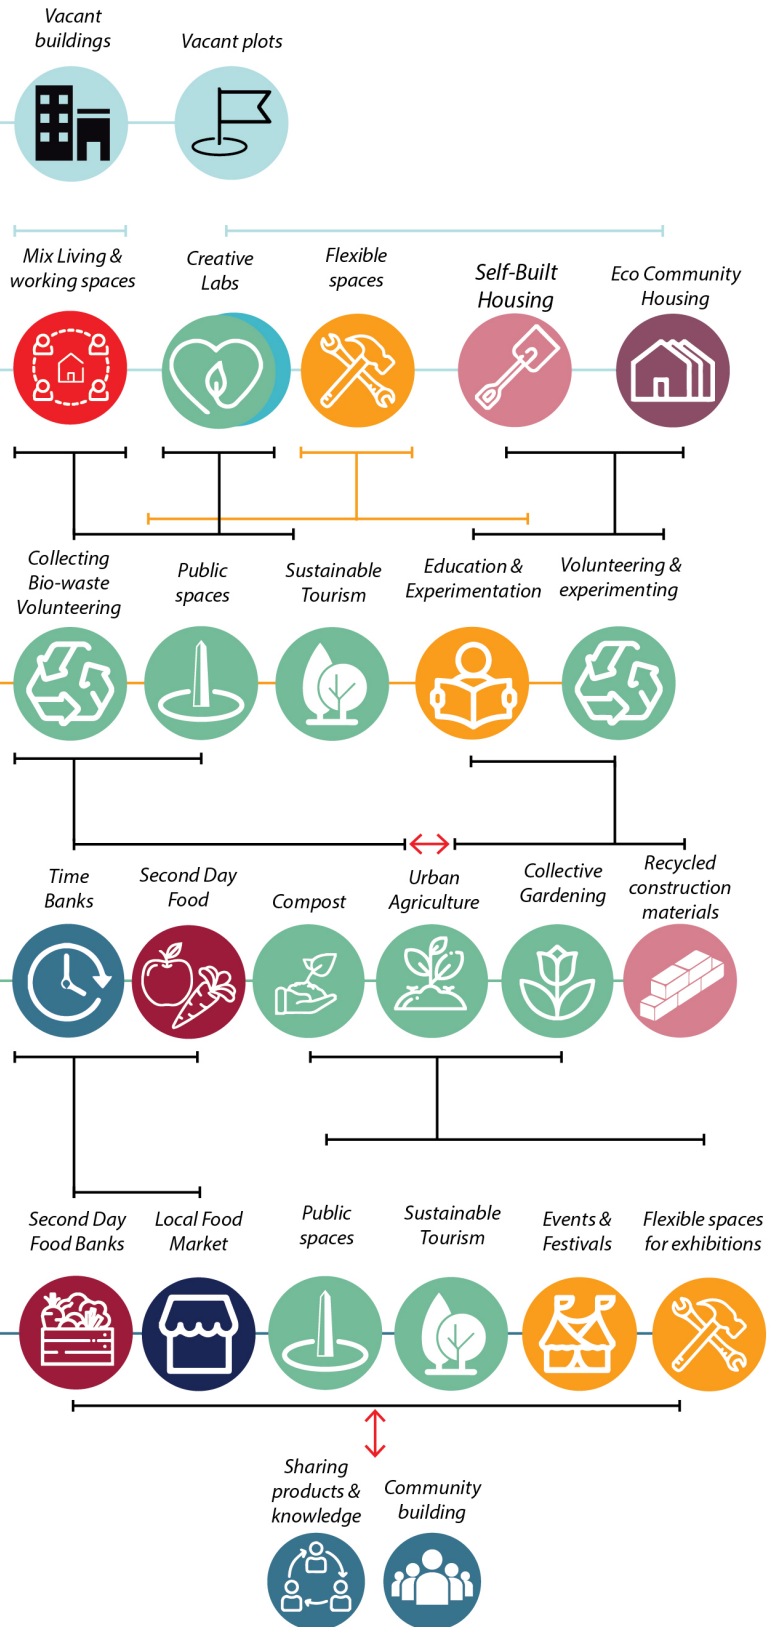 Vacant
buildings
Vacant plots
Mix Living &
working spaces
Creative
Labs
Flexible
spaces
Self-Built
Housing
Eco Community
Housing
Collecting
Bio-waste
Volunteering
Public
spaces
Sustainable
Tourism
Education &
Experimentation
Volunteering &
experimenting
Time
Banks
Second Day
Food
Compost
Urban
Agriculture
Collective
Gardening
Recycled
construction
materials
Second Day
Food Banks
Local Food
Market
Public
spaces
Sustainable
Tourism
Events &
Festivals
Flexible spaces
for exhibitions
Sharing
products &
knowledge
Community
building